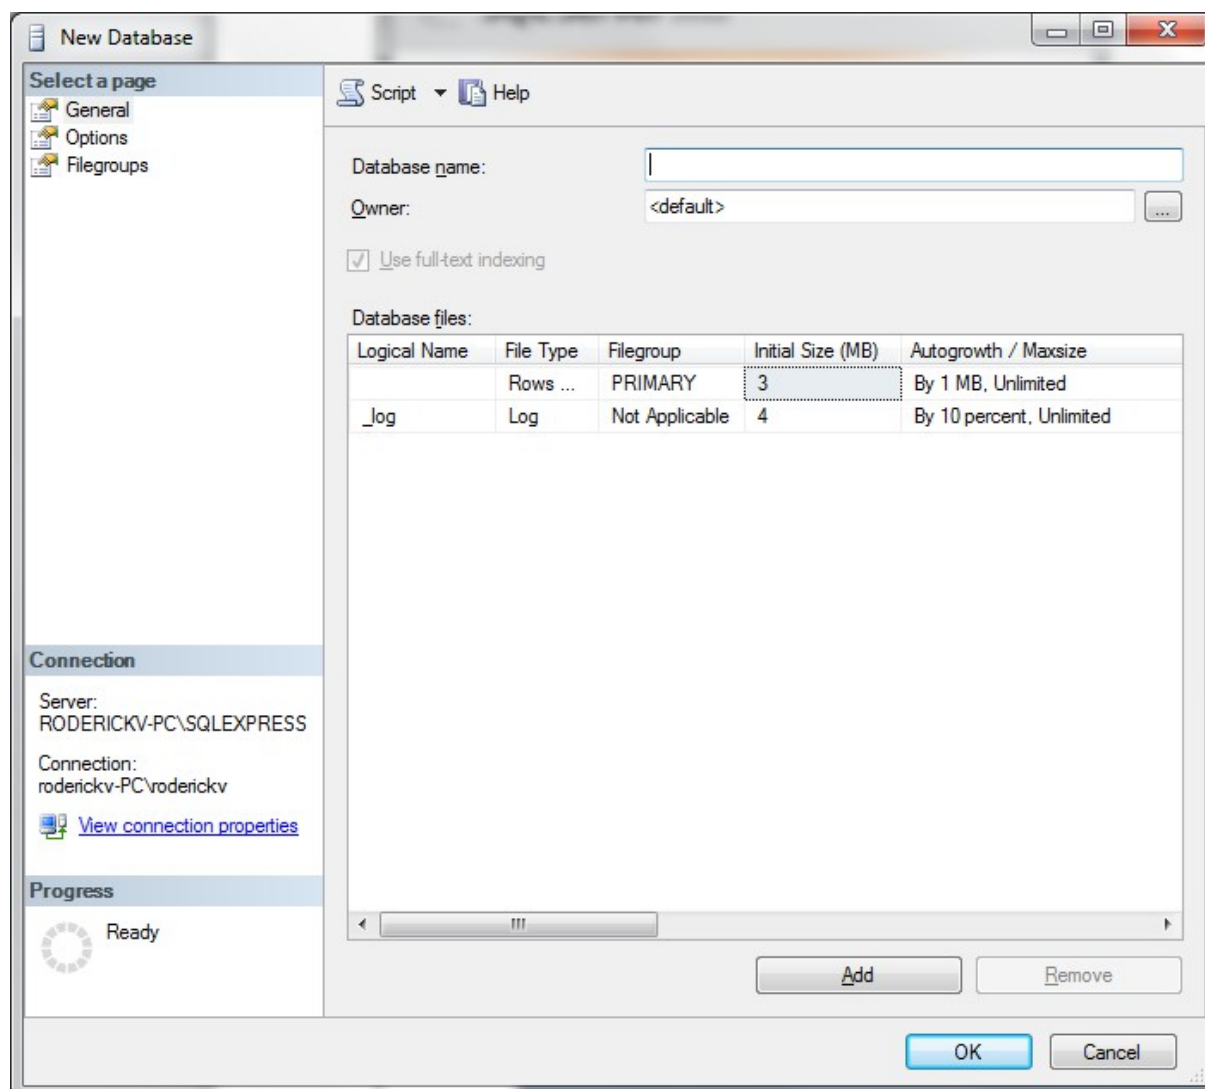 New Database
Select a page
General
Options
Filegroups
Script Help
Database name:
Owner: <default> ...
Use full-text indexing
Database files:
Logical Name File Type Filegroup Initial Size (MB) Autogrowth / Maxsize
Rows ... PRIMARY 3 By 1 MB, Unlimited
_log Log Not Applicable 4 By 10 percent, Unlimited
Connection
Server:
RODERICKV-PC\SQLEXPRESS
Connection:
roderickv-PC\roderickv
View connection properties
Progress
Ready
Add Remove
OK Cancel